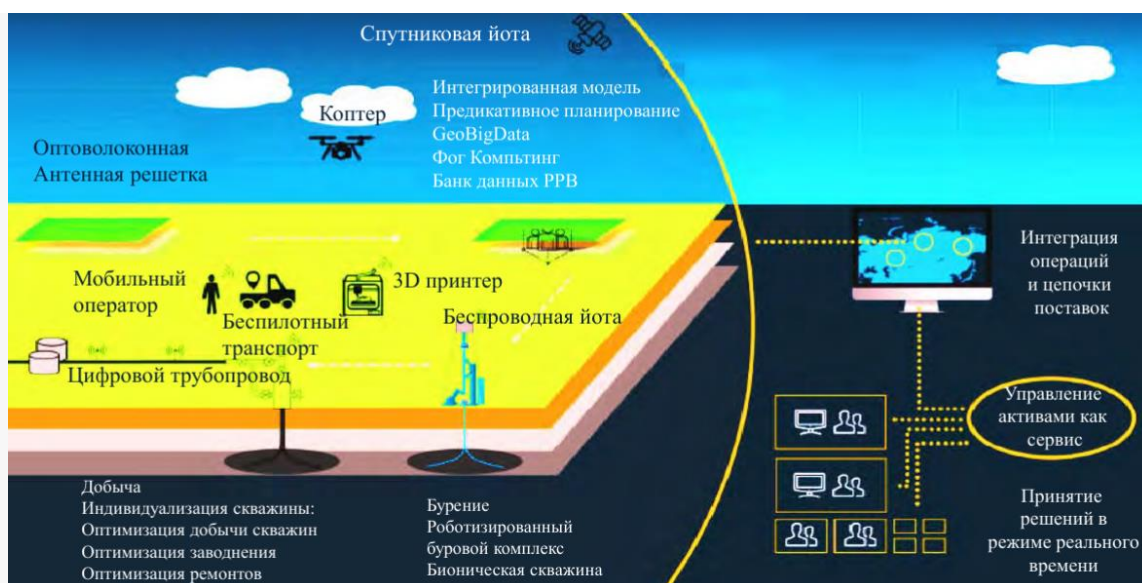 Спутниковая йота
Коптер
Интегрированная модель
Предикативное планирование
GeoBigData
Фог Компьтинг
Банк данных РРВ
Оптоволоконная
Антенная решетка
Мобильный
оператор
Беспилотный
транспорт
3D принтер
Беспроводная йота
Цифровой трубопровод
Добыча
Индивидуализация скважины:
Оптимизация добычи скважин
Оптимизация заводнения
Оптимизация ремонтов
Бурение
Роботизированный
буровой комплекс
Бионическая скважина
Интеграция
операций
и цепочки
поставок
Управление
активами как
сервис
Принятие
решений в
режиме реального
времени